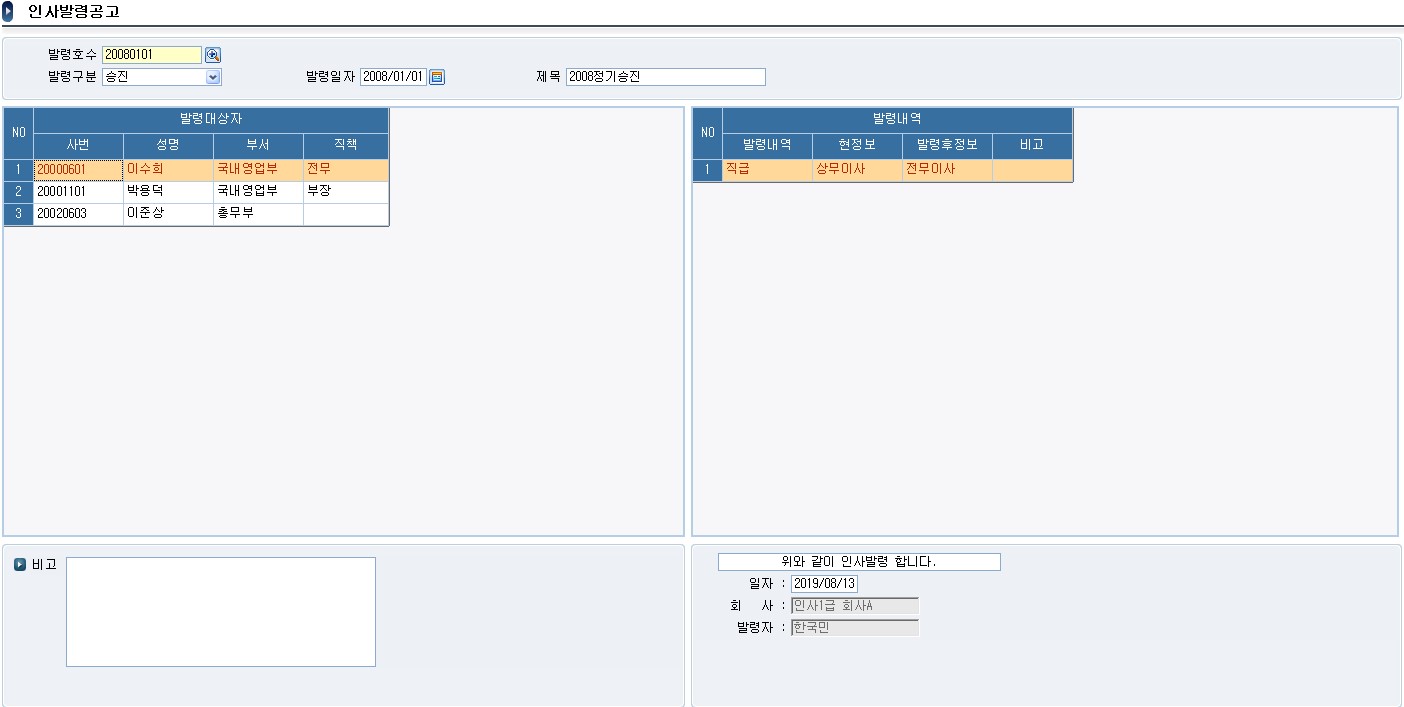 인사발령공고
발령호수 20080101
발령구분 승진 발령일자 2008/01/01 제목 2008정기승진
NO 발령대상자
사번 성명 부서 직책
1 20000601 이수희 국내영업부 전무
2 20001101 박용덕 국내영업부 부장
3 20020603 이준상 총무부
NO 발령내역
발령내역 현정보 발령후정보 비고
1 직급 상무이사 전무이사
비고
위와 같이 인사발령 합니다.
일자 : 2019/08/13
회 사 : 인사1급 회사A
발령자 : 한국민